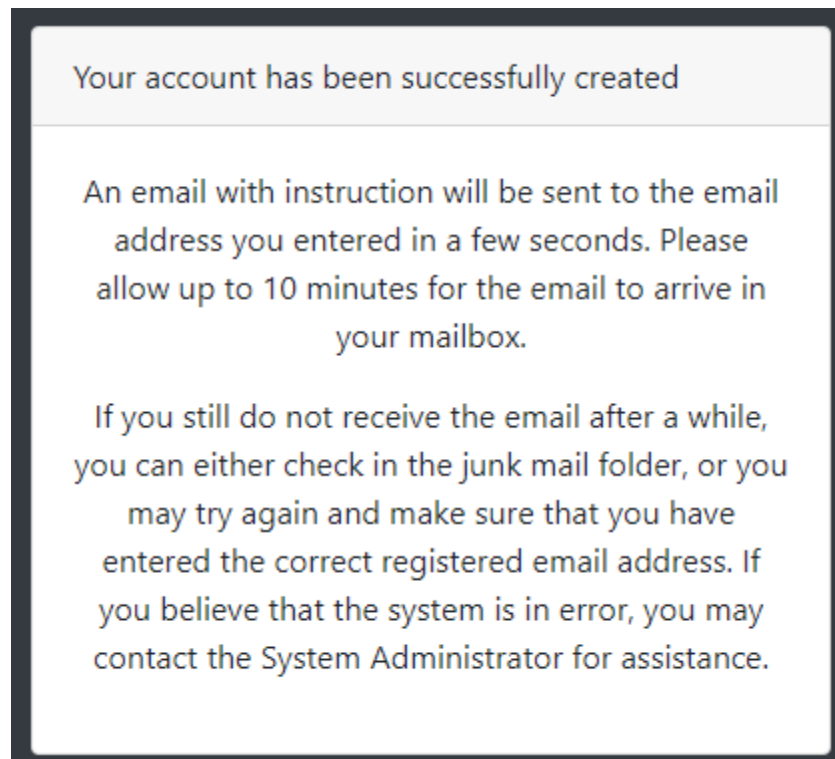 Your account has been successfully created
An email with instruction will be sent to the email
address you entered in a few seconds. Please
allow up to 10 minutes for the email to arrive in
your mailbox.
If you still do not receive the email after a while,
you can either check in the junk mail folder, or you
may try again and make sure that you have
entered the correct registered email address. If
you believe that the system is in error, you may
contact the System Administrator for assistance.